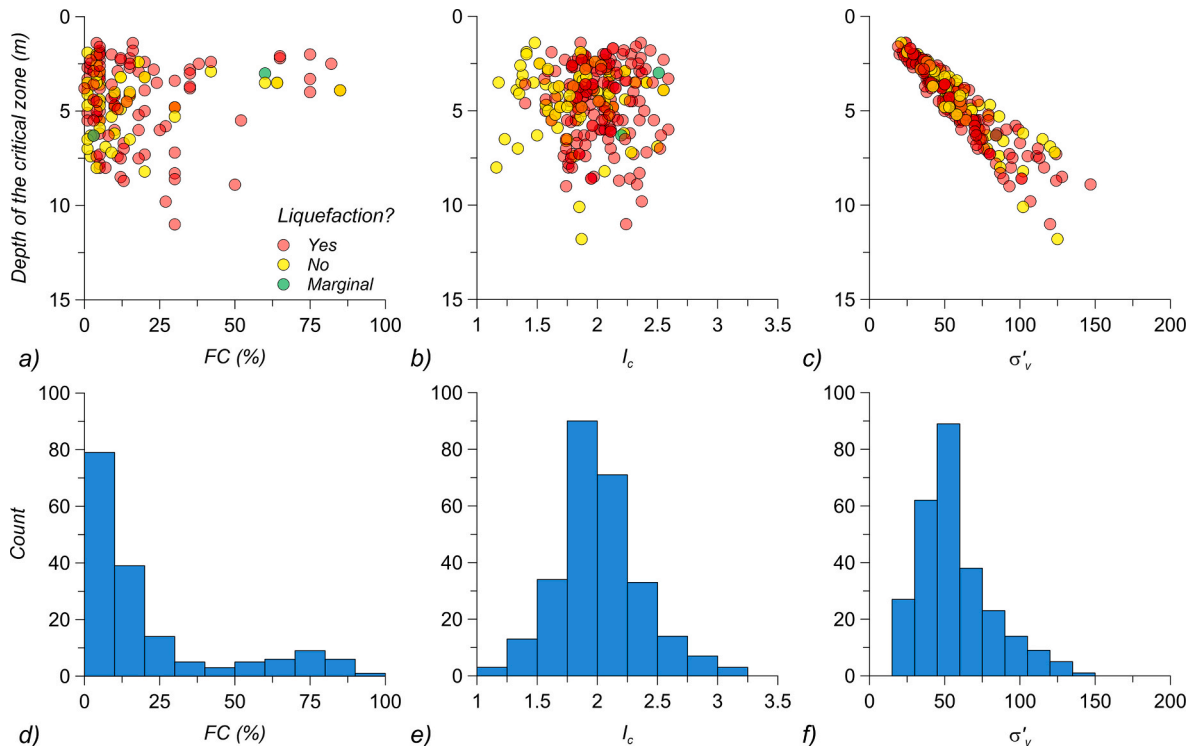 0
5
10
15
Depth of the critical zone (m)
0 25 50 75 100
a) FC (%)
Liquefaction?
Yes
No
Marginal
0
5
10
15
1 1.5 2 2.5 3 3.5
b) I_c
0
5
10
15
0 50 100 150 200
c) σ'_v
100
80
60
40
20
0
Count
0 25 50 75 100
d) FC (%)
100
80
60
40
20
0
1 1.5 2 2.5 3 3.5
e) I_c
100
80
60
40
20
0
0 50 100 150 200
f) σ'_v